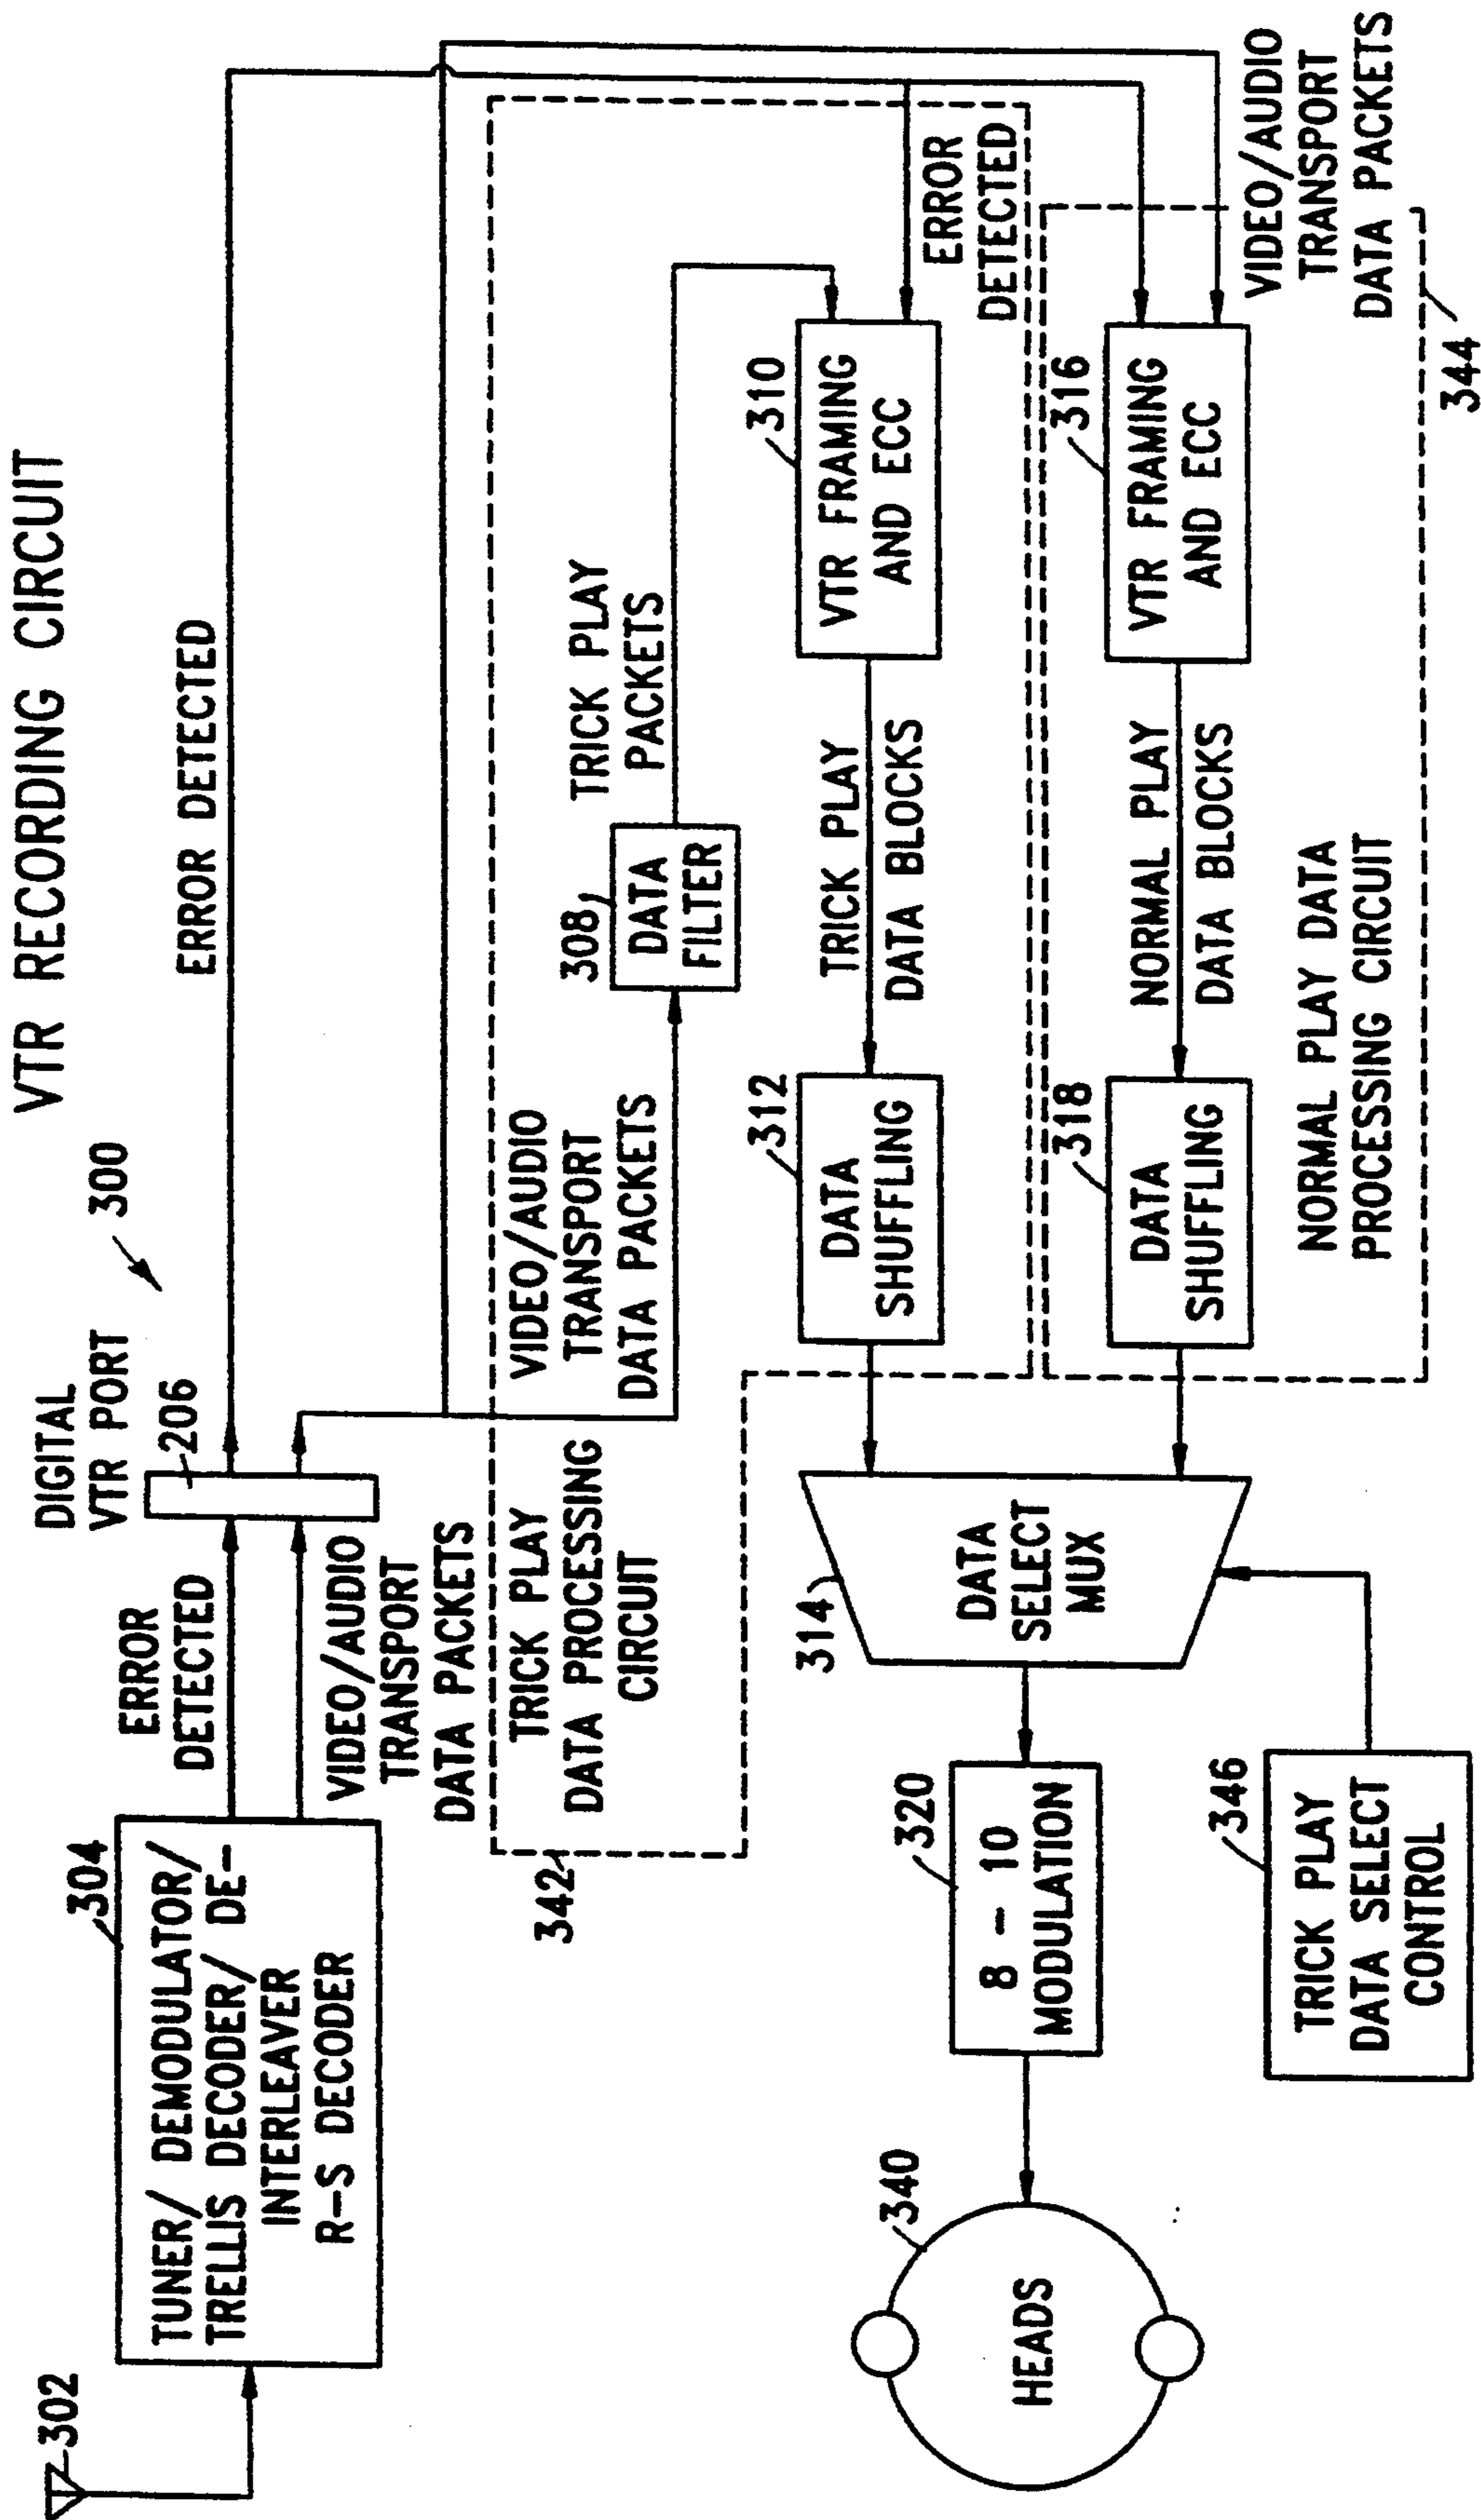 VTR RECORDING CIRCUIT
300
302
304
TUNER/ DEMODULATOR/
TRELLIS DECODER/ DE-
INTERLEAVER
R-S DECODER
ERROR
DETECTED
VIDEO/AUDIO
TRANSPORT
DATA PACKETS
DIGITAL
VTR PORT
206
ERROR DETECTED
342
TRICK PLAY
DATA PROCESSING
CIRCUIT
VIDEO/AUDIO
TRANSPORT
DATA PACKETS
308
DATA
FILTER
TRICK PLAY
PACKETS
340
HEADS
320
8 - 10
MODULATION
314
DATA
SELECT
MUX
312
DATA
SHUFFLING
TRICK PLAY
DATA BLOCKS
310
VTR FRAMING
AND ECC
ERROR
DETECTED
346
TRICK PLAY
DATA SELECT
CONTROL
318
DATA
SHUFFLING
NORMAL PLAY
DATA BLOCKS
316
VTR FRAMING
AND ECC
VIDEO/AUDIO
TRANSPORT
DATA PACKETS
NORMAL PLAY DATA
PROCESSING CIRCUIT
344